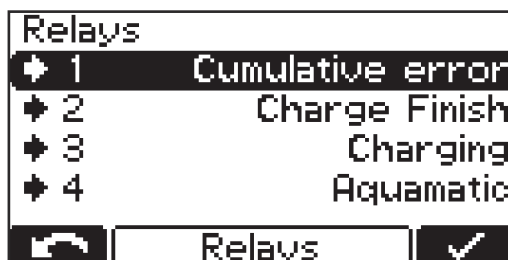 Relays
1 Cumulative error
2 Charge Finish
3 Charging
4 Aquamatic
Relays